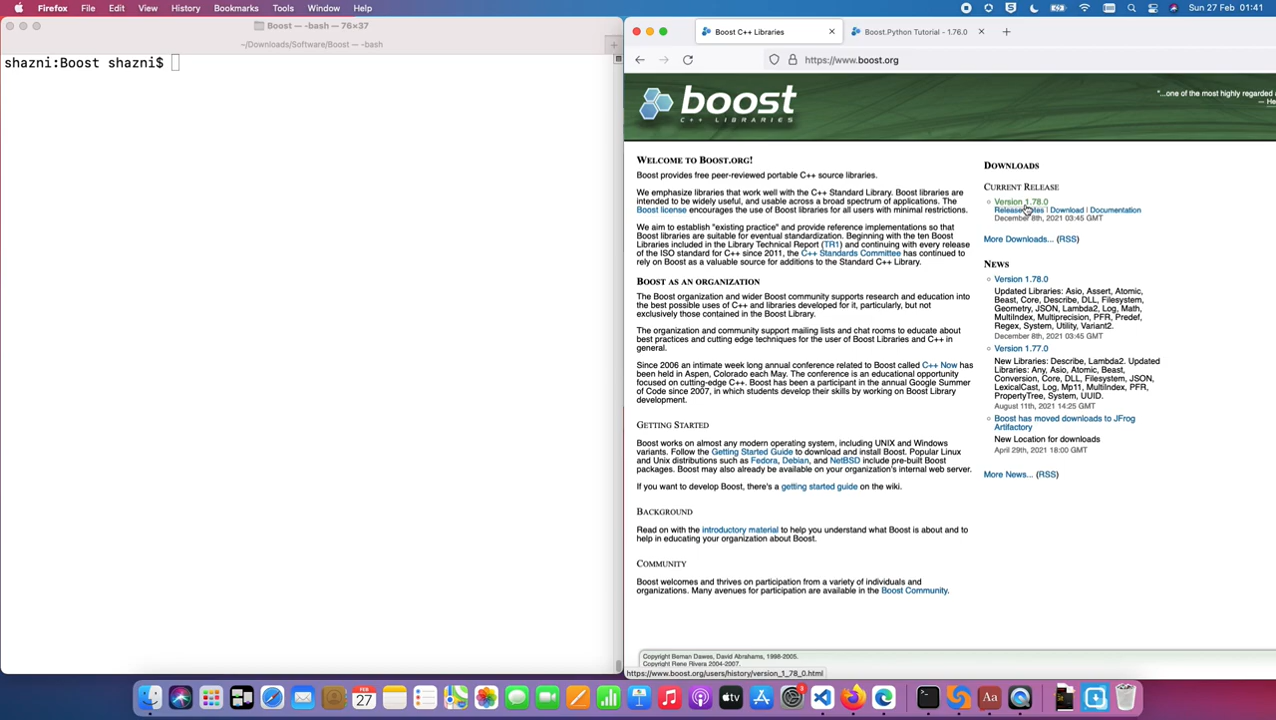 Firefox File Edit View History Bookmarks Tools Window Help Sun 27 Feb 01:41
Boost — -bash — 76×37
~/Downloads/Software/Boost — -bash
shazni:Boost shazni$
Boost C++ Libraries
Boost.Python Tutorial - 1.76.0
https://www.boost.org
boost
C++ LIBRARIES
"...one of the most highly regarded a
WELCOME TO BOOST.ORG!
Boost provides free peer-reviewed portable C++ source libraries.
We emphasize libraries that work well with the C++ Standard Library. Boost libraries are
intended to be widely useful, and usable across a broad spectrum of applications. The
Boost license encourages the use of Boost libraries for all users with minimal restrictions.
We aim to establish "existing practice" and provide reference implementations so that
Boost libraries are suitable for eventual standardization. Beginning with the ten Boost
Libraries included in the Library Technical Report (TR1) and continuing with every release
of the ISO standard for C++ since 2011, the C++ Standards Committee has continued to
rely on Boost as a valuable source for additions to the Standard C++ Library.
BOOST AS AN ORGANIZATION
The Boost organization and wider Boost community supports research and education into
the best possible uses of C++ and libraries developed for it, particularly, but not
exclusively those contained in the Boost Library.
The organization and community support mailing lists and chat rooms to educate about
best practices and cutting edge techniques for the use of Boost Libraries and C++ in
general.
Since 2006 an intimate week long annual conference related to Boost called C++ Now has
been held in Aspen, Colorado each May. The conference is an educational opportunity
focused on cutting-edge C++. Boost has been a participant in the annual Google Summer
of Code since 2007, in which students develop their skills by working on Boost Library
development.
GETTING STARTED
Boost works on almost any modern operating system, including UNIX and Windows
variants. Follow the Getting Started Guide to download and install Boost. Popular Linux
and Unix distributions such as Fedora, Debian, and NetBSD include pre-built Boost
packages. Boost may also already be available on your organization's internal web server.
If you want to develop Boost, there's a getting started guide on the wiki.
BACKGROUND
Read on with the introductory material to help you understand what Boost is about and to
help in educating your organization about Boost.
COMMUNITY
Boost welcomes and thrives on participation from a variety of individuals and
organizations. Many avenues for participation are available in the Boost Community.
DOWNLOADS
CURRENT RELEASE
Version 1.78.0
Release | Download | Documentation
December 8th, 2021 03:45 GMT
More Downloads... (RSS)
NEWS
Version 1.78.0
Updated Libraries: Asio, Assert, Atomic,
Beast, Core, Describe, DLL, Filesystem,
Geometry, JSON, Lambda2, Log, Math,
MultiIndex, Multiprecision, PFR, Predef,
Regex, System, Utility, Variant2.
December 8th, 2021 03:45 GMT
Version 1.77.0
New Libraries: Describe, Lambda2. Updated
Libraries: Any, Asio, Atomic, Beast,
Conversion, Core, DLL, Filesystem, JSON,
LexicalCast, Log, Mp11, MultiIndex, PFR,
PropertyTree, System, UUID.
August 11th, 2021 14:25 GMT
Boost has moved downloads to JFrog
Artifactory
New Location for downloads
April 29th, 2021 18:00 GMT
More News... (RSS)
Copyright Beman Dawes, David Abrahams, 1998-2005.
Copyright Rene Rivera 2004-2007.
https://www.boost.org/users/history/version_1_78_0.html
FEB
27
tv
Aa